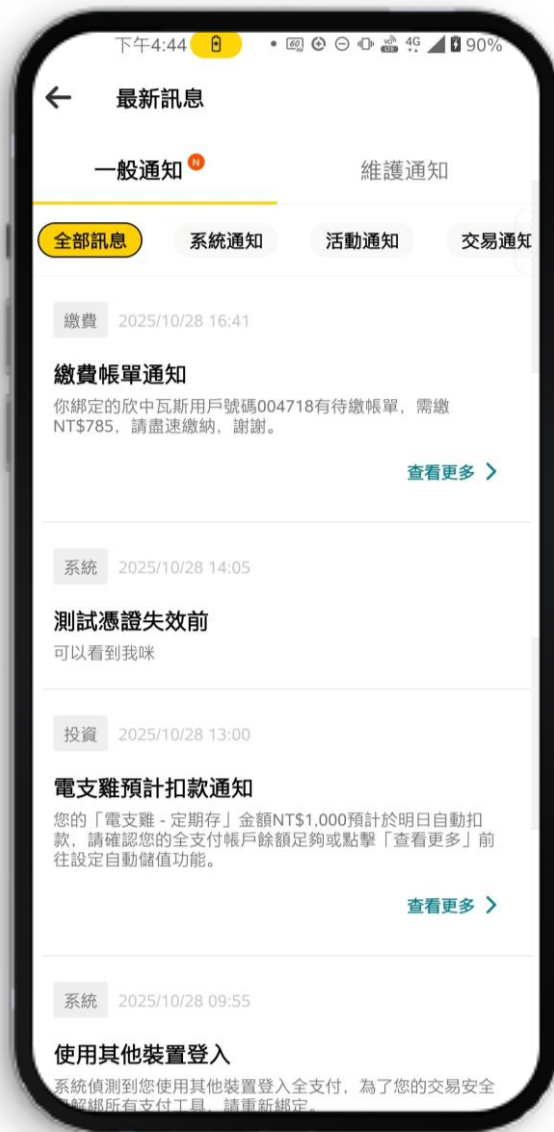 下午4:44
4G
90%
最新訊息
一般通知 N
維護通知
全部訊息
系統通知
活動通知
交易通知
繳費 2025/10/28 16:41
繳費帳單通知
你綁定的欣中瓦斯用戶號碼004718有待繳帳單，需繳
NT$785，請盡速繳納，謝謝。
查看更多
系統 2025/10/28 14:05
測試憑證失效前
可以看到我咪
投資 2025/10/28 13:00
電支雞預計扣款通知
您的「電支雞 - 定期存」金額NT$1,000預計於明日自動扣
款，請確認您的全支付帳戶餘額足夠或點擊「查看更多」前
往設定自動儲值功能。
查看更多
系統 2025/10/28 09:55
使用其他裝置登入
系統偵測到您使用其他裝置登入全支付，為了您的交易安全
解綁所有支付工具，請重新綁定。